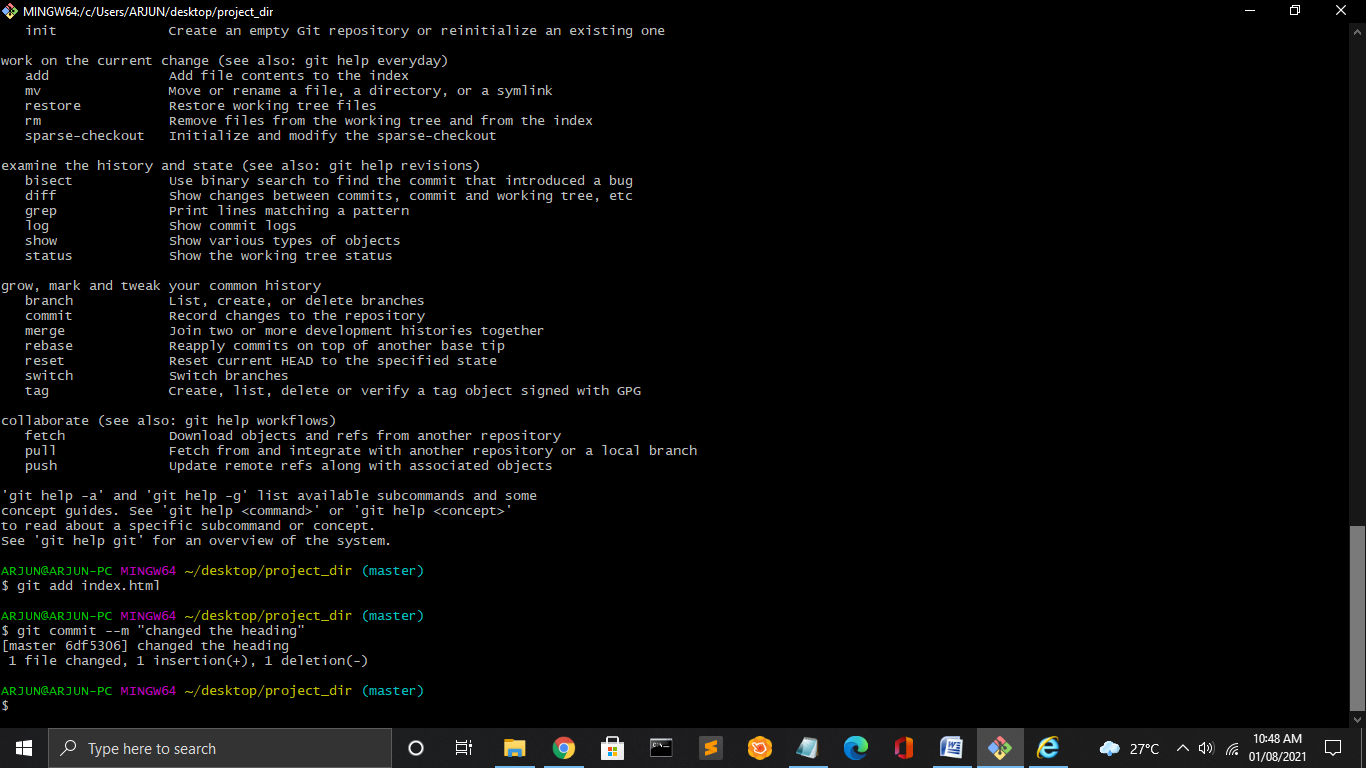 MINGW64:/c/Users/ARJUN/desktop/project_dir
init Create an empty Git repository or reinitialize an existing one
work on the current change (see also: git help everyday)
add Add file contents to the index
mv Move or rename a file, a directory, or a symlink
restore Restore working tree files
rm Remove files from the working tree and from the index
sparse-checkout Initialize and modify the sparse-checkout
examine the history and state (see also: git help revisions)
bisect Use binary search to find the commit that introduced a bug
diff Show changes between commits, commit and working tree, etc
grep Print lines matching a pattern
log Show commit logs
show Show various types of objects
status Show the working tree status
grow, mark and tweak your common history
branch List, create, or delete branches
commit Record changes to the repository
merge Join two or more development histories together
rebase Reapply commits on top of another base tip
reset Reset current HEAD to the specified state
switch Switch branches
tag Create, list, delete or verify a tag object signed with GPG
collaborate (see also: git help workflows)
fetch Download objects and refs from another repository
pull Fetch from and integrate with another repository or a local branch
push Update remote refs along with associated objects
'git help -a' and 'git help -g' list available subcommands and some
concept guides. See 'git help <command>' or 'git help <concept>'
to read about a specific subcommand or concept.
See 'git help git' for an overview of the system.
ARJUN@ARJUN-PC MINGW64 ~/desktop/project_dir (master)
$ git add index.html
ARJUN@ARJUN-PC MINGW64 ~/desktop/project_dir (master)
$ git commit --m "changed the heading"
[master 6df5306] changed the heading
1 file changed, 1 insertion(+), 1 deletion(-)
ARJUN@ARJUN-PC MINGW64 ~/desktop/project_dir (master)
$
Type here to search
27°C
10:48 AM
01/08/2021